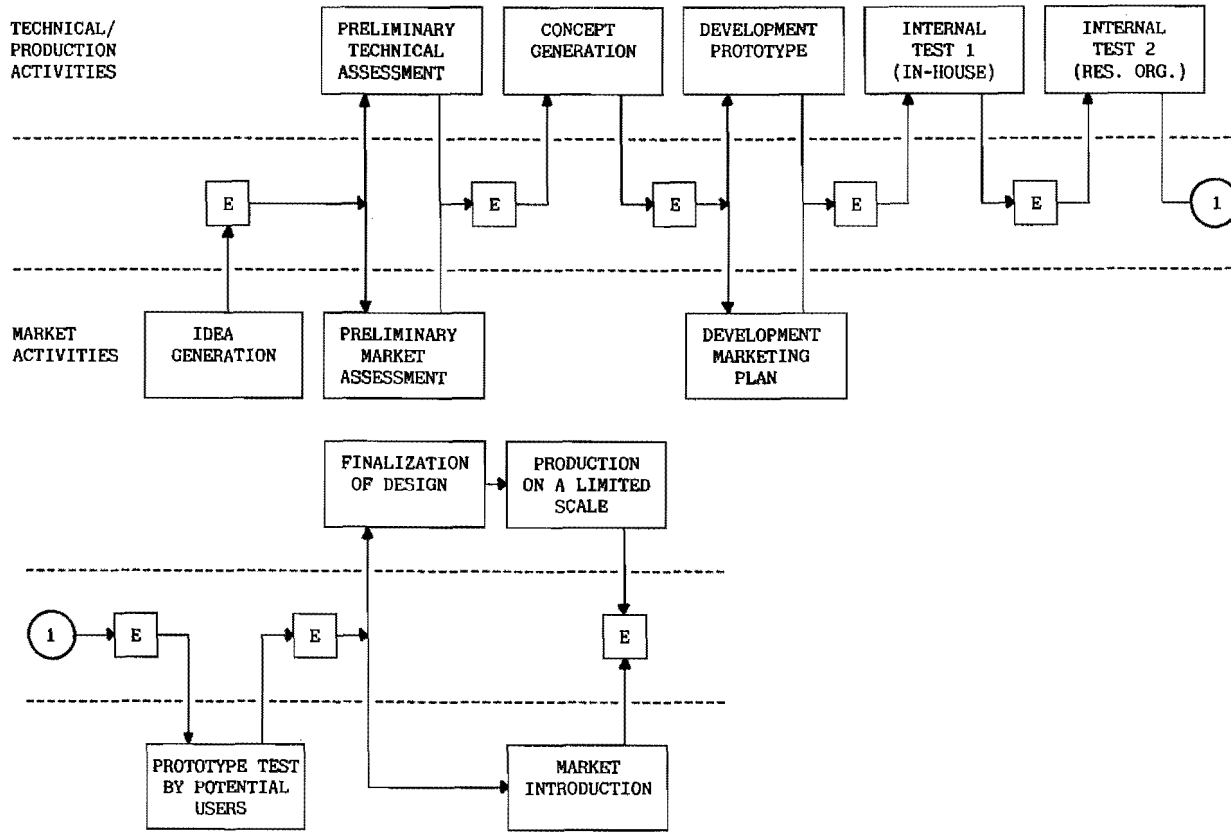 TECHNICAL/
PRODUCTION
ACTIVITIES
PRELIMINARY
TECHNICAL
ASSESSMENT
CONCEPT
GENERATION
DEVELOPMENT
PROTOTYPE
INTERNAL
TEST 1
(IN-HOUSE)
INTERNAL
TEST 2
(RES. ORG.)
E
E
E
E
E
1
MARKET
ACTIVITIES
IDEA
GENERATION
PRELIMINARY
MARKET
ASSESSMENT
DEVELOPMENT
MARKETING
PLAN
FINALIZATION
OF DESIGN
PRODUCTION
ON A LIMITED
SCALE
1
E
E
E
PROTOTYPE TEST
BY POTENTIAL
USERS
MARKET
INTRODUCTION